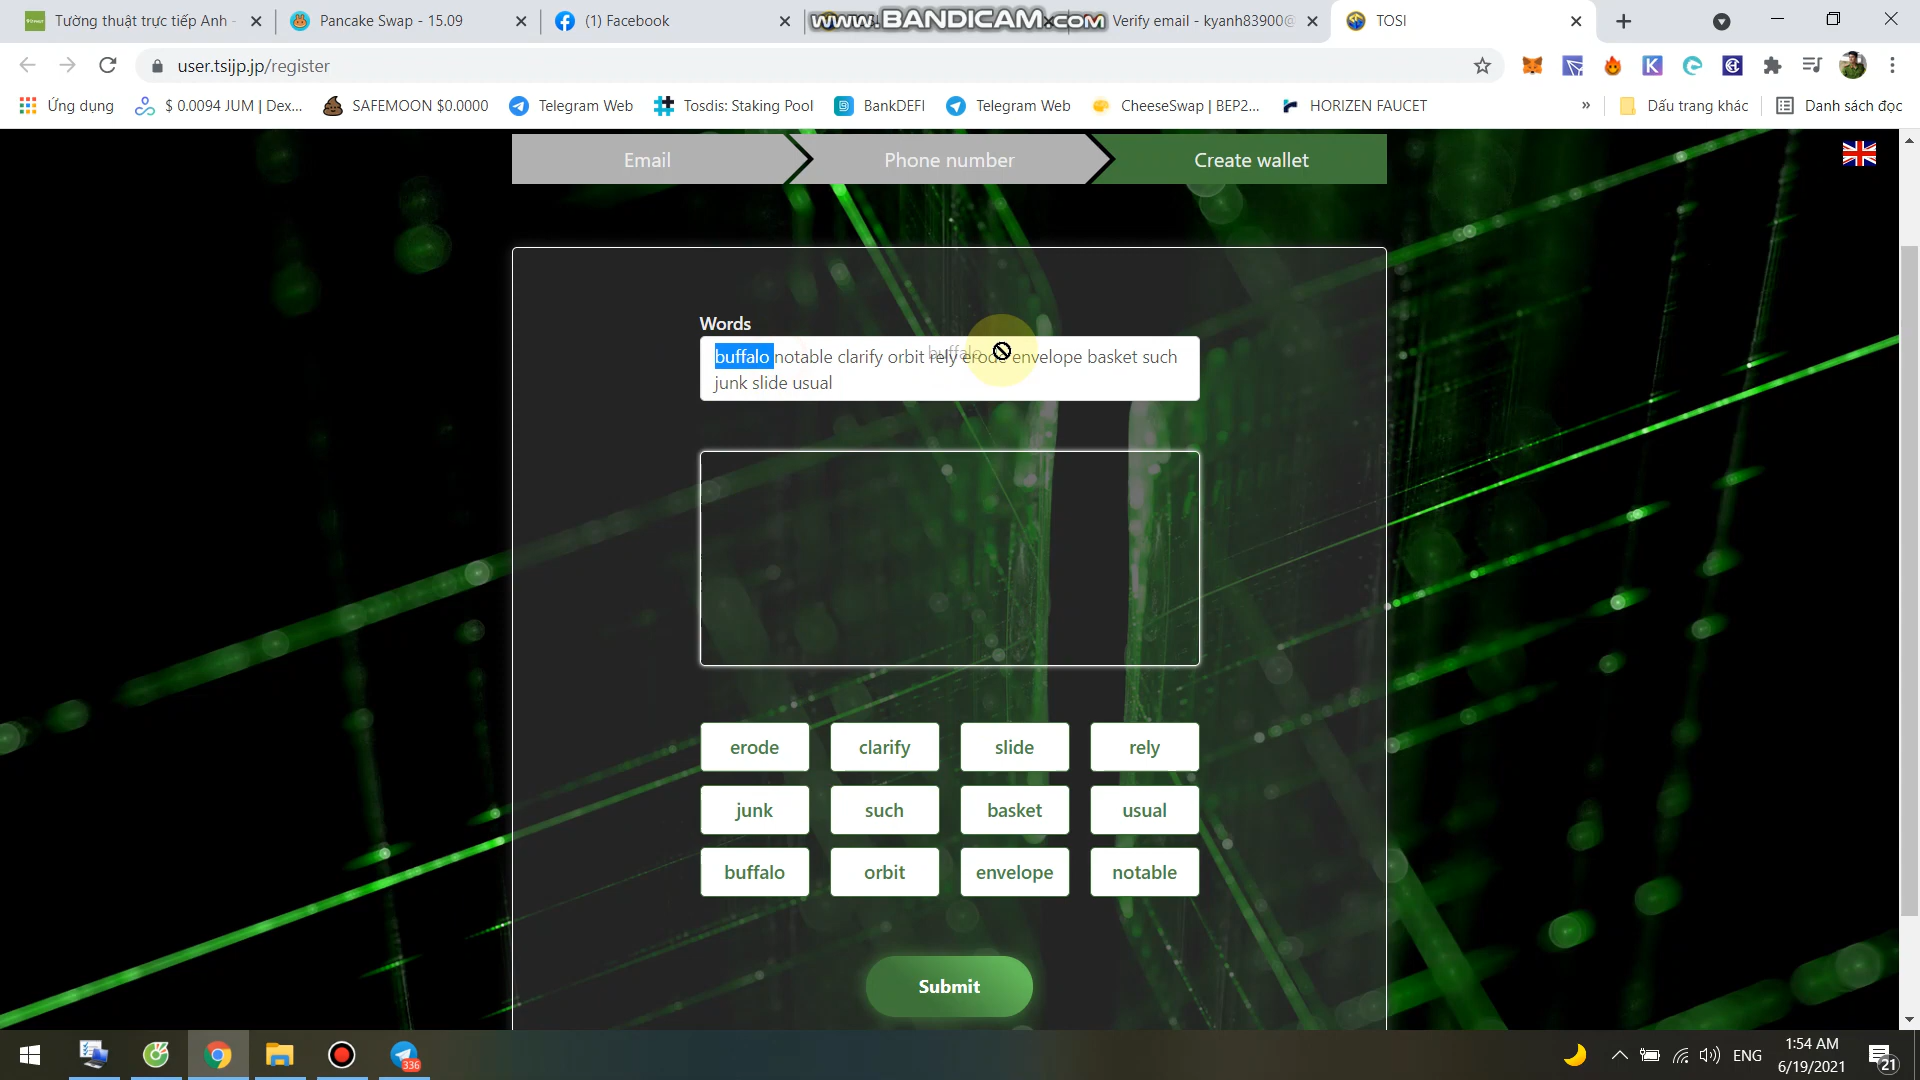 Tường thuật trực tiếp Anh -
Pancake Swap - 15.09
(1) Facebook
www.BANDICAM.com
Verify email - kyanh83900@
TOSI
user.tsijp.jp/register
Ứng dụng
$ 0.0094 JUM | Dex...
SAFEMOON $0.0000
Telegram Web
Tosdis: Staking Pool
BankDEFI
Telegram Web
CheeseSwap | BEP2...
HORIZEN FAUCET
»
Dấu trang khác
Danh sách đọc
Email
Phone number
Create wallet
Words
buffalo notable clarify orbit rely erode envelope basket such
junk slide usual
buffalo
erode clarify slide rely
junk such basket usual
buffalo orbit envelope notable
Submit
336
ENG
1:54 AM
6/19/2021
21